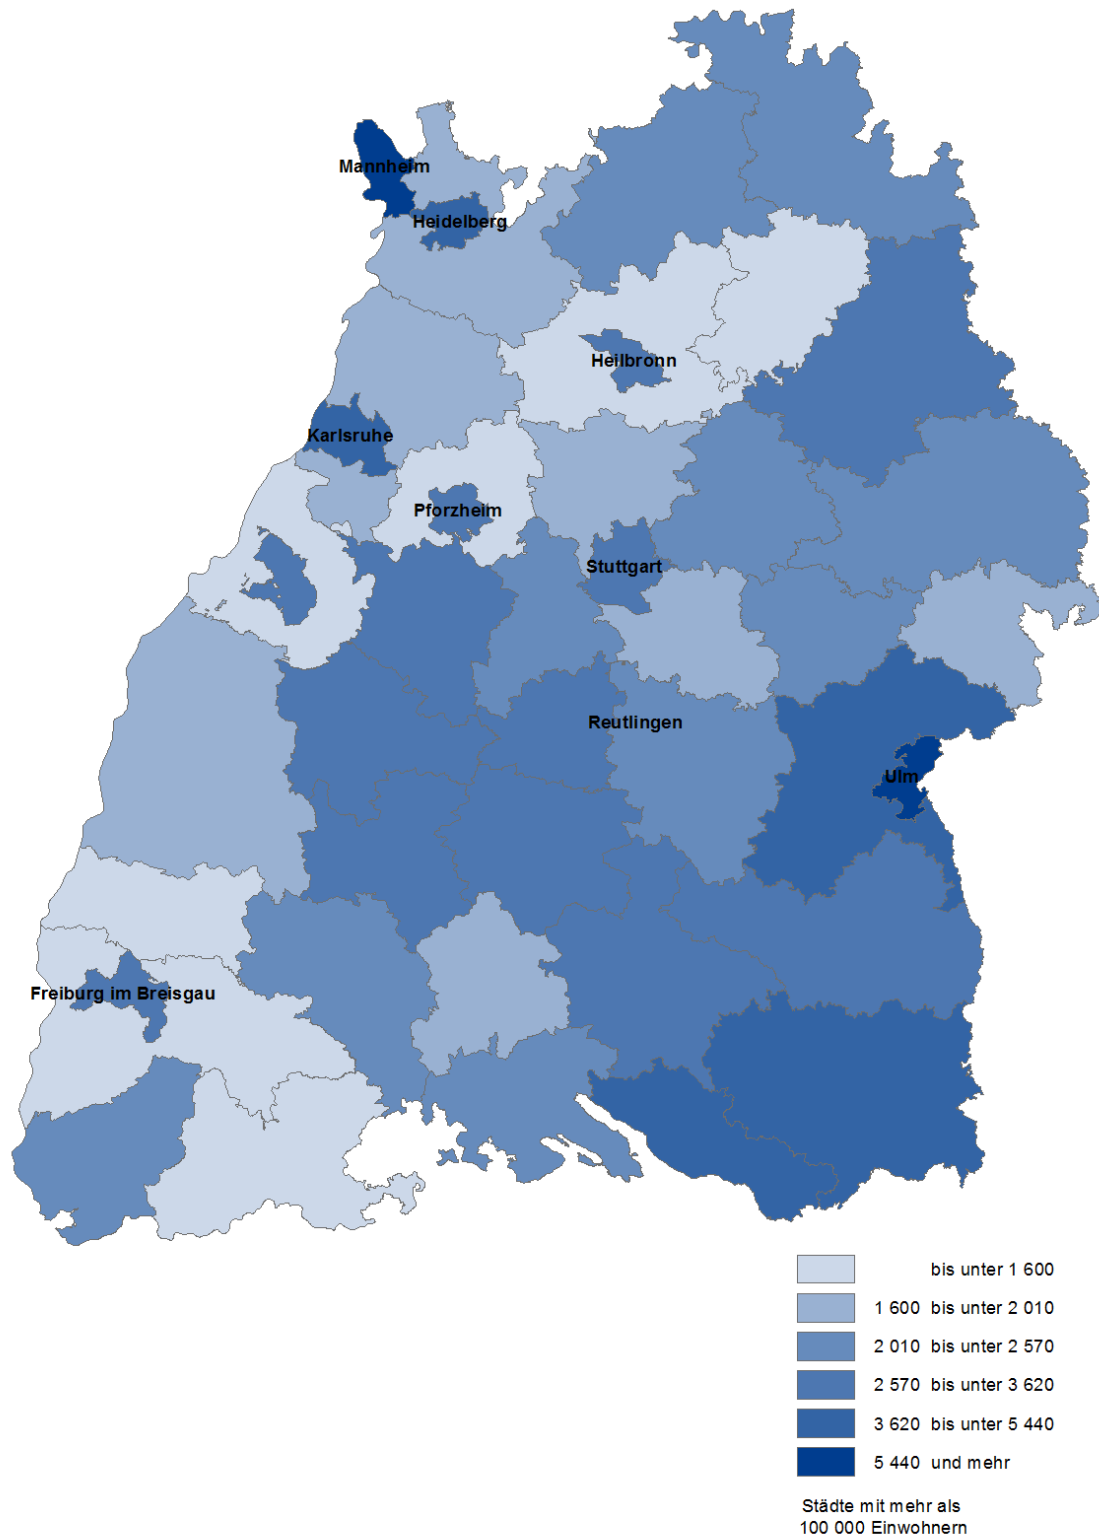 Mannheim
Heidelberg
Heilbronn
Karlsruhe
Pforzheim
Stuttgart
Reutlingen
Ulm
Freiburg im Breisgau
bis unter 1 600
1 600 bis unter 2 010
2 010 bis unter 2 570
2 570 bis unter 3 620
3 620 bis unter 5 440
5 440 und mehr
Städte mit mehr als
100 000 Einwohnern